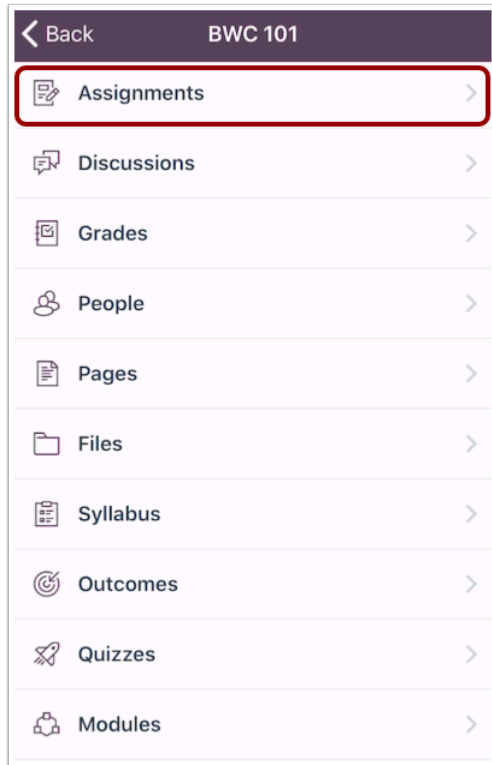 Back BWC 101
Assignments
Discussions
Grades
People
Pages
Files
Syllabus
Outcomes
Quizzes
Modules